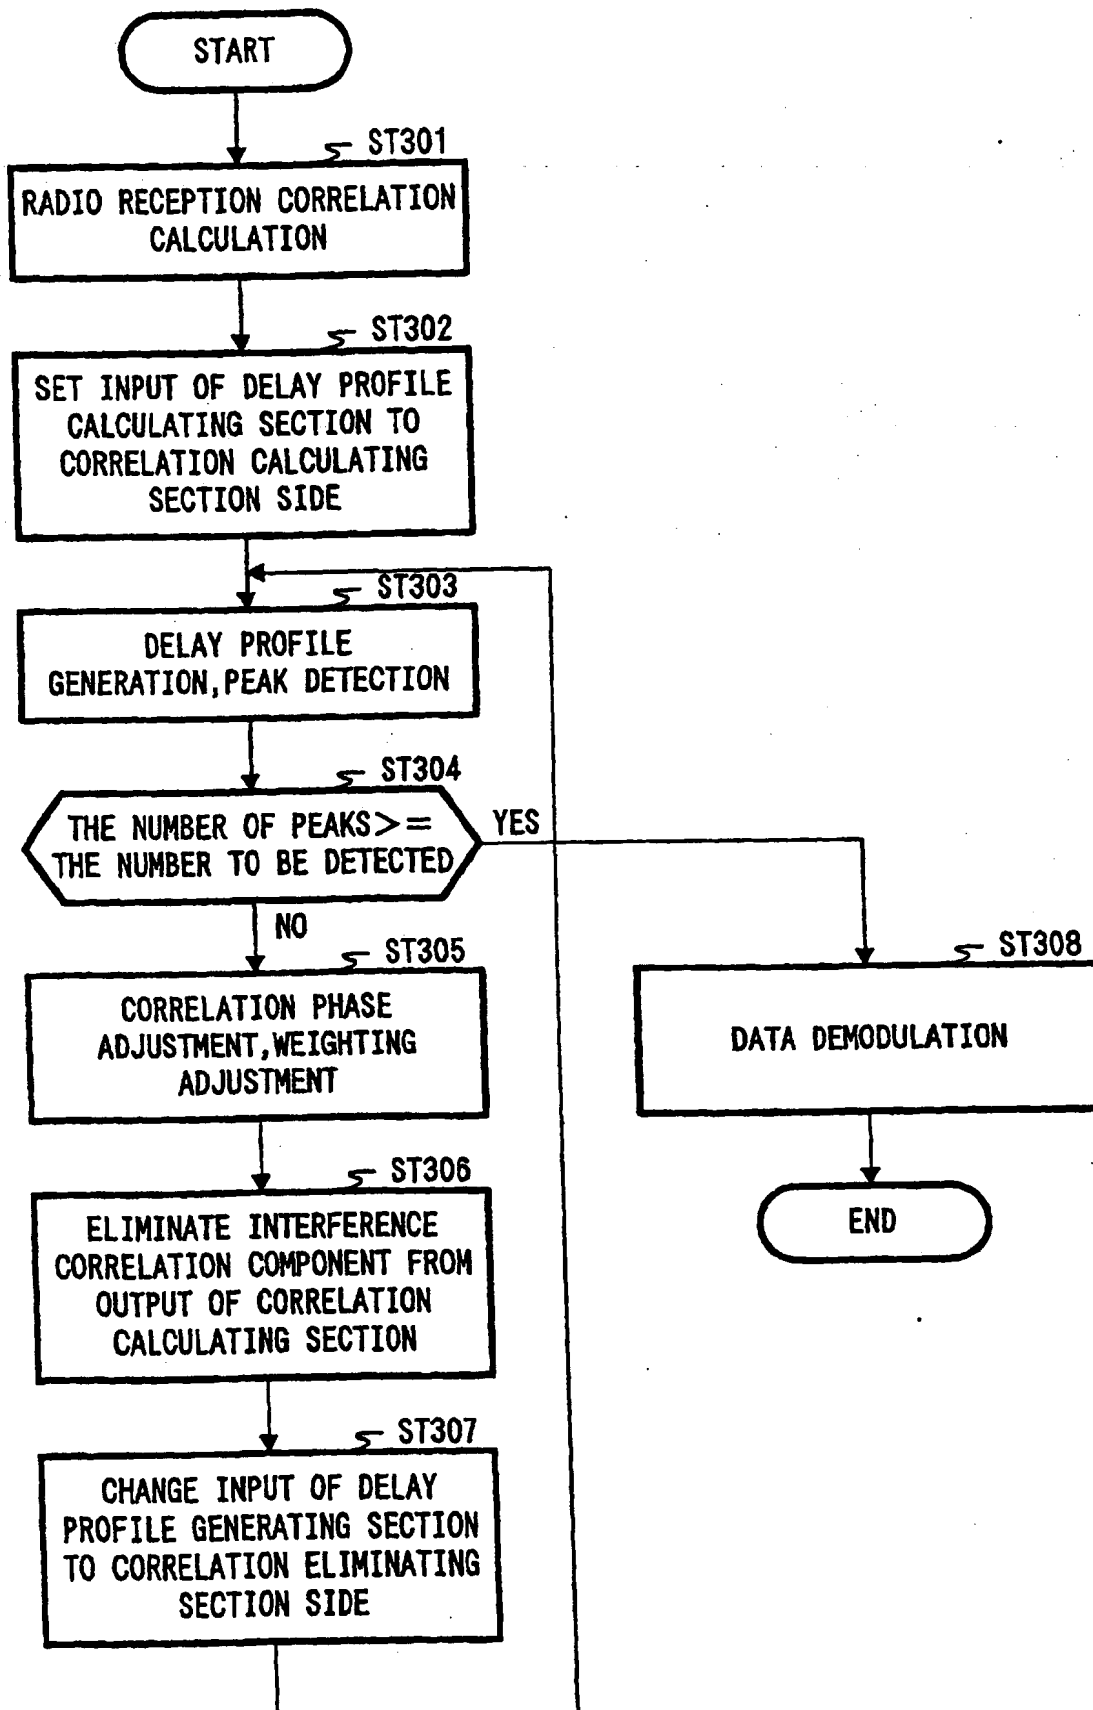 START
ST301
RADIO RECEPTION CORRELATION
CALCULATION
ST302
SET INPUT OF DELAY PROFILE
CALCULATING SECTION TO
CORRELATION CALCULATING
SECTION SIDE
ST303
DELAY PROFILE
GENERATION,PEAK DETECTION
ST304
THE NUMBER OF PEAKS>=
THE NUMBER TO BE DETECTED
YES
NO
ST305
CORRELATION PHASE
ADJUSTMENT,WEIGHTING
ADJUSTMENT
ST308
DATA DEMODULATION
ST306
ELIMINATE INTERFERENCE
CORRELATION COMPONENT FROM
OUTPUT OF CORRELATION
CALCULATING SECTION
END
ST307
CHANGE INPUT OF DELAY
PROFILE GENERATING SECTION
TO CORRELATION ELIMINATING
SECTION SIDE